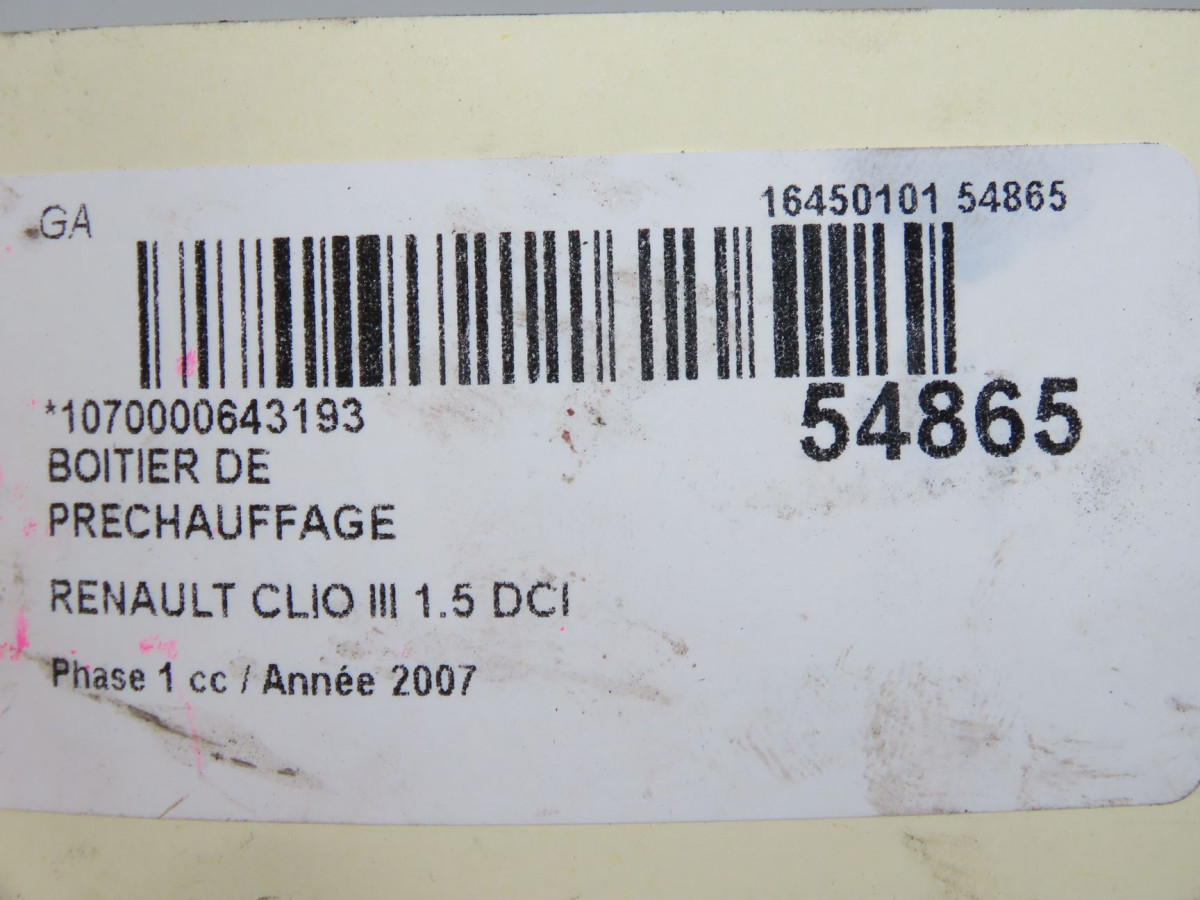 GA
16450101 54865
*1070000643193
54865
BOITIER DE
PRECHAUFFAGE
RENAULT CLIO III 1.5 DCI
Phase 1 cc / Année 2007